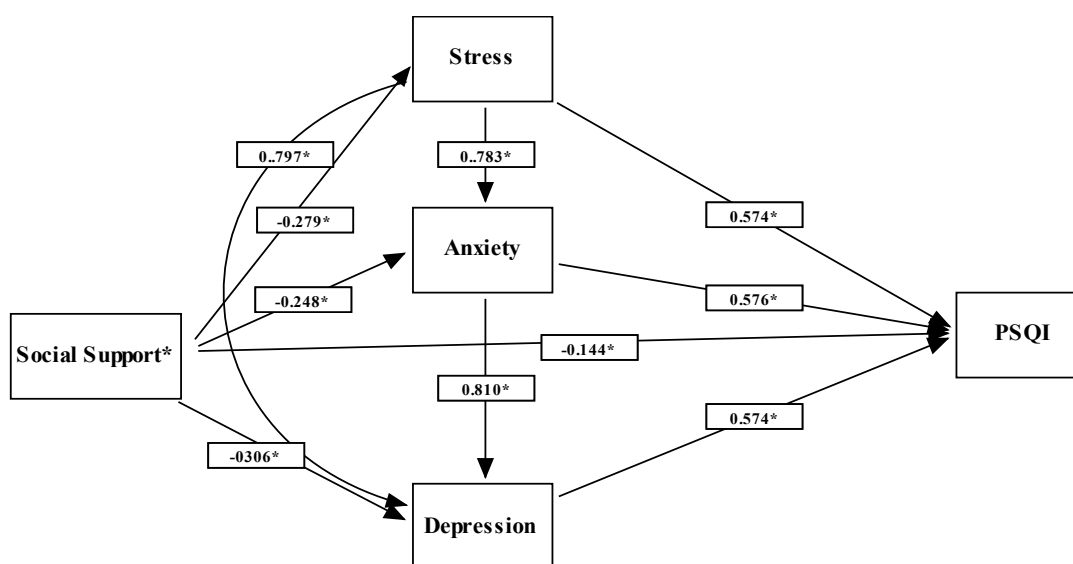 Stress
0..797*
0..783*
-0.279*
0.574*
Anxiety
-0.248*
0.576*
Social Support*
PSQI
-0.144*
0.810*
0.574*
-0306*
Depression